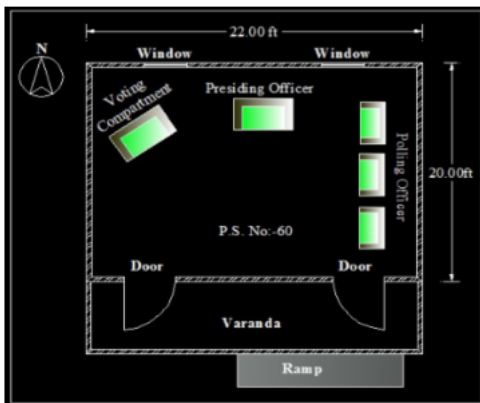 22.00 ft
N
Window
Window
Voting
Compartment
Presiding Officer
Polling Officer
20.00ft
P.S. No:-60
Door
Door
Varanda
Ramp